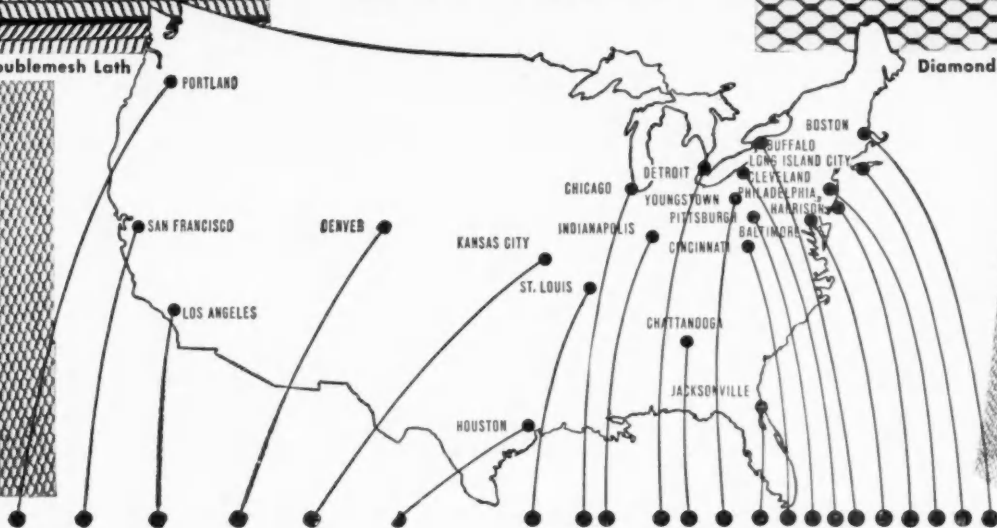 oublemesh Lath
Diamond
PORTLAND
BOSTON
BUFFALO
LONG ISLAND CITY
DETROIT
CLEVELAND
CHICAGO
PHILADELPHIA
YOUNGSTOWN
HARRISON
PITTSBURGH
SAN FRANCISCO
DENVER
INDIANAPOLIS
BALTIMORE
KANSAS CITY
CINCINNATI
ST. LOUIS
LOS ANGELES
CHATTANOOGA
JACKSONVILLE
HOUSTON